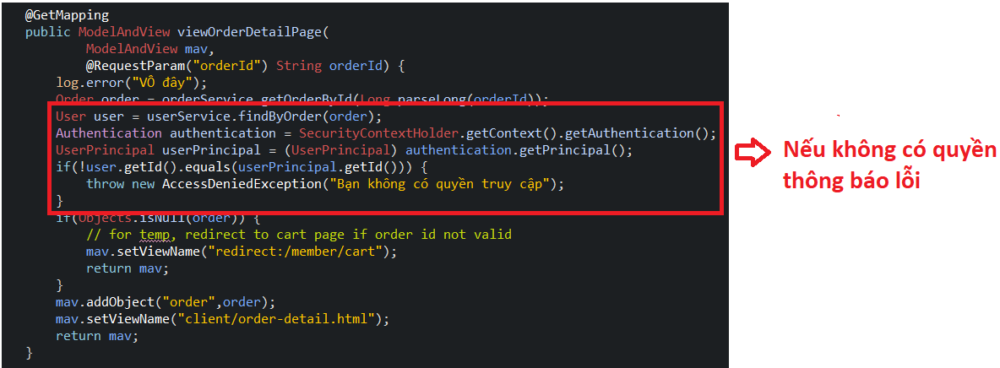 @GetMapping
public ModelAndView viewOrderDetailPage(
ModelAndView mav,
@RequestParam("orderId") String orderId) {
log.error("VÔ đây");
Order order = orderService.getOrderById(Long.parseLong(orderId));
User user = userService.findByOrder(order);
Authentication authentication = SecurityContextHolder.getContext().getAuthentication();
UserPrincipal userPrincipal = (UserPrincipal) authentication.getPrincipal();
if(!user.getId().equals(userPrincipal.getId())) {
throw new AccessDeniedException("Bạn không có quyền truy cập");
}
if(Objects.isNull(order)) {
// for temp, redirect to cart page if order id not valid
mav.setViewName("redirect:/member/cart");
return mav;
}
mav.addObject("order",order);
mav.setViewName("client/order-detail.html");
return mav;
}
Nếu không có quyền
thông báo lỗi